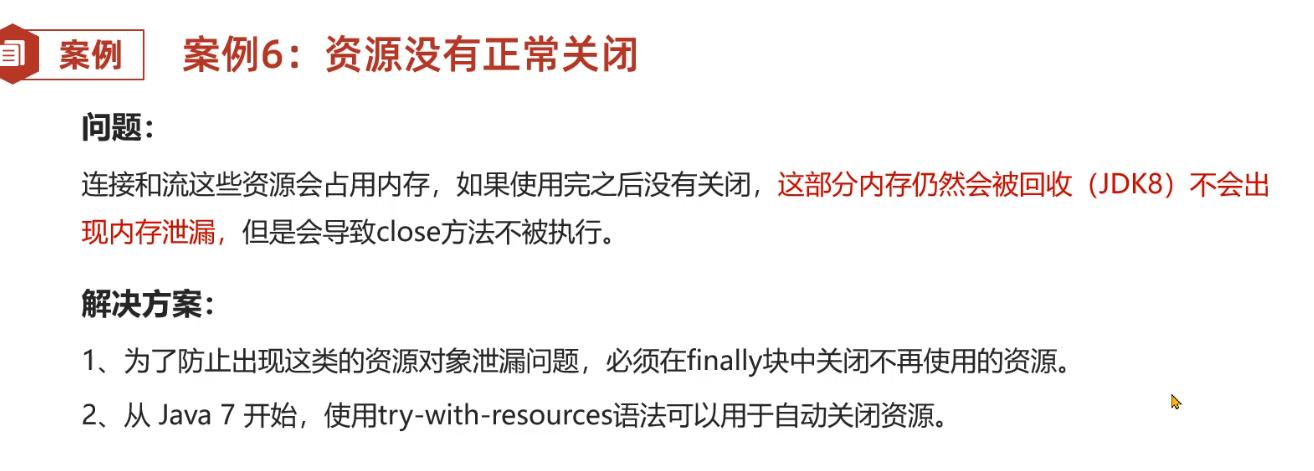 案例 案例6：资源没有正常关闭
问题：
连接和流这些资源会占用内存，如果使用完之后没有关闭，这部分内存仍然会被回收（JDK8）不会出
现内存泄漏，但是会导致close方法不被执行。
解决方案：
1、为了防止出现这类的资源对象泄漏问题，必须在finally块中关闭不再使用的资源。
2、从 Java 7 开始，使用try-with-resources语法可以用于自动关闭资源。